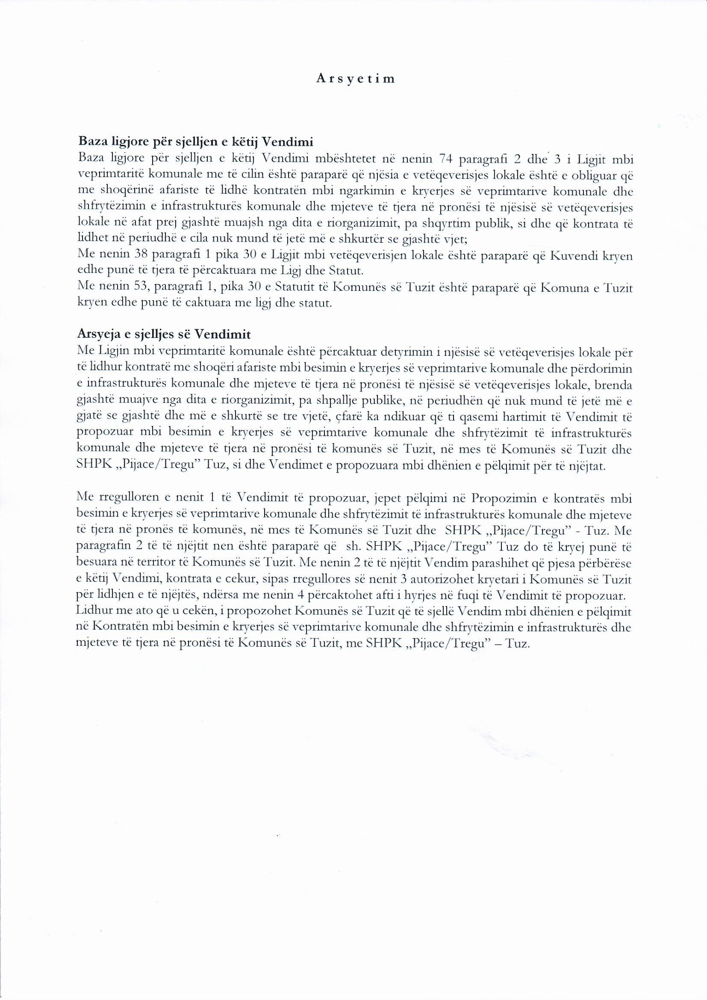 A r s y e t i m
Baza ligjore për sjelljen e këtij Vendimi
Baza ligjore për sjelljen e këtij Vendimi mbështetet në nenin 74 paragrafi 2 dhe 3 i Ligjit mbi
veprimtaritë komunale me të cilin është paraparë që njësia e vetëqeverisjes lokale është e obliguar që
me shoqërinë afariste të lidhë kontratën mbi ngarkimin e kryerjes së veprimtarive komunale dhe
shfrytëzimin e infrastrukturës komunale dhe mjeteve të tjera në pronësi të njësisë së vetëqeverisjes
lokale në afat prej gjashtë muajsh nga dita e riorganizimit, pa shqyrtim publik, si dhe që kontrata të
lidhet në periudhë e cila nuk mund të jetë më e shkurtër se gjashtë vjet;
Me nenin 38 paragrafi 1 pika 30 e Ligjit mbi vetëqeverisjen lokale është paraparë që Kuvendi kryen
edhe punë të tjera të përcaktuara me Ligj dhe Statut.
Me nenin 53, paragrafi 1, pika 30 e Statutit të Komunës së Tuzit është paraparë që Komuna e Tuzit
kryen edhe punë të caktuara me ligj dhe statut.
Arsyeja e sjelljes së Vendimit
Me Ligjin mbi veprimtaritë komunale është përcaktuar detyrimin i njësisë së vetëqeverisjes lokale për
të lidhur kontratë me shoqëri afariste mbi besimin e kryerjes së veprimtarive komunale dhe përdorimin
e infrastrukturës komunale dhe mjeteve të tjera në pronësi të njësisë së vetëqeverisjes lokale, brenda
gjashtë muajve nga dita e riorganizimit, pa shpallje publike, në periudhën që nuk mund të jetë më e
gjatë se gjashtë dhe më e shkurtë se tre vjetë, çfarë ka ndikuar që ti qasemi hartimit të Vendimit të
propozuar mbi besimin e kryerjes së veprimtarive komunale dhe shfrytëzimit të infrastrukturës
komunale dhe mjeteve të tjera në pronësi të komunës së Tuzit, në mes të Komunës së Tuzit dhe
SHPK „Pijace/Tregu” Tuz, si dhe Vendimet e propozuara mbi dhënien e pëlqimit për të njëjtat.
Me rregulloren e nenit 1 të Vendimit të propozuar, jepet pëlqimi në Propozimin e kontratës mbi
besimin e kryerjes së veprimtarive komunale dhe shfrytëzimit të infrastrukturës komunale dhe mjeteve
të tjera në pronës të komunës, në mes të Komunës së Tuzit dhe SHPK „Pijace/Tregu” - Tuz. Me
paragrafin 2 të të njëjtit nen është paraparë që sh. SHPK „Pijace/Tregu” Tuz do të kryej punë të
besuara në territor të Komunës së Tuzit. Me nenin 2 të të njëjtit Vendim parashihet që pjesa përbërëse
e këtij Vendimi, kontrata e cekur, sipas rregullores së nenit 3 autorizohet kryetari i Komunës së Tuzit
për lidhjen e të njëjtës, ndërsa me nenin 4 përcaktohet afti i hyrjes në fuqi të Vendimit të propozuar.
Lidhur me ato që u cekën, i propozohet Komunës së Tuzit që të sjellë Vendim mbi dhënien e pëlqimit
në Kontratën mbi besimin e kryerjes së veprimtarive komunale dhe shfrytëzimin e infrastrukturës dhe
mjeteve të tjera në pronësi të Komunës së Tuzit, me SHPK „Pijace/Tregu” – Tuz.